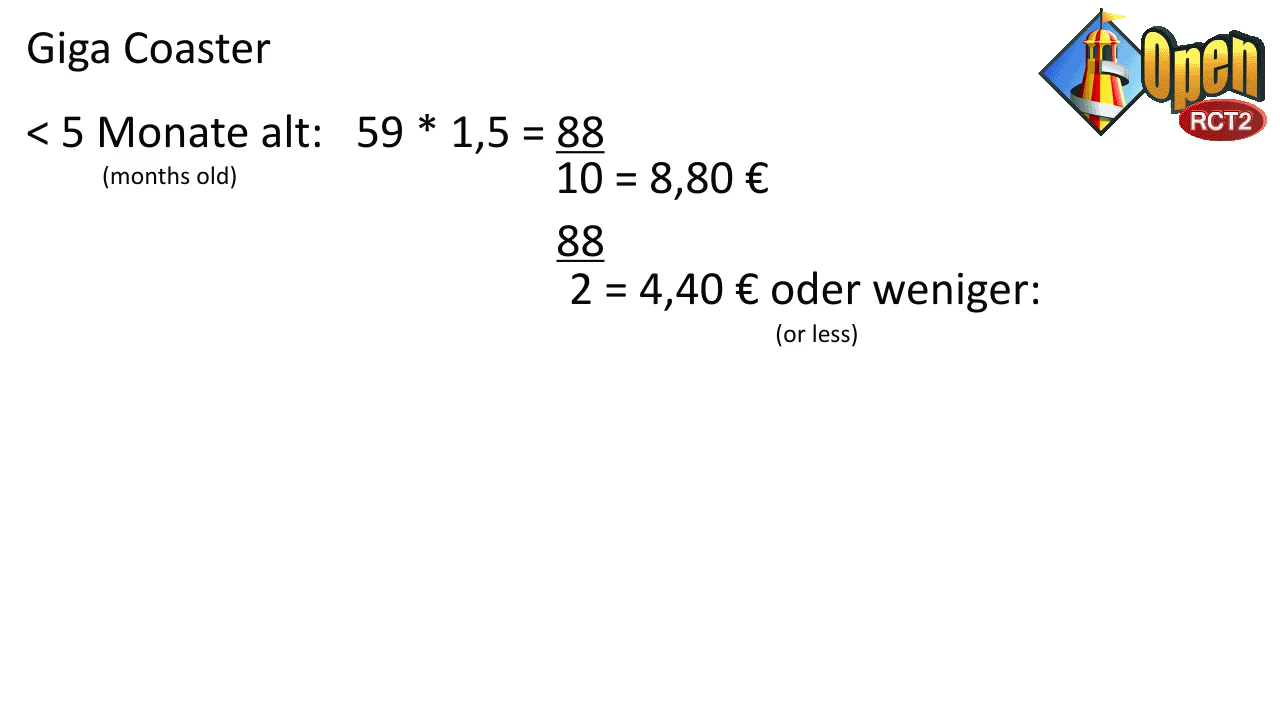 Giga Coaster
Open
RCT2
< 5 Monate alt: 59 * 1,5 = 88
(months old)
10 = 8,80 €
88
2 = 4,40 € oder weniger:
(or less)